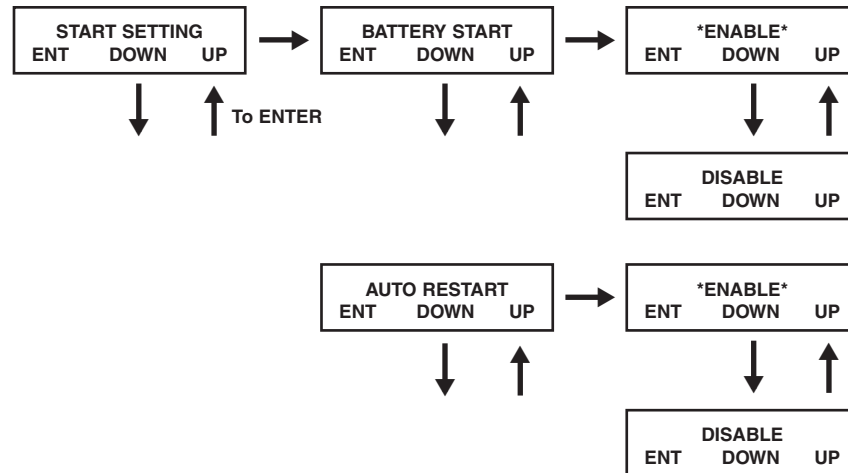 START SETTING
ENT DOWN UP
BATTERY START
ENT DOWN UP
*ENABLE*
ENT DOWN UP
To ENTER
DISABLE
ENT DOWN UP
AUTO RESTART
ENT DOWN UP
*ENABLE*
ENT DOWN UP
DISABLE
ENT DOWN UP